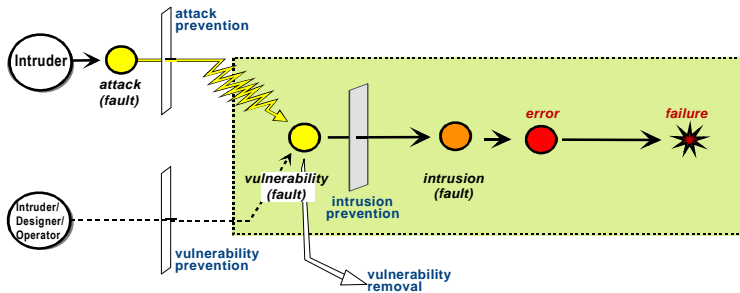 attack
prevention
Intruder
attack
(fault)
error
failure
vulnerability
(fault)
intrusion
prevention
intrusion
(fault)
Intruder/
Designer/
Operator
vulnerability
prevention
vulnerability
removal